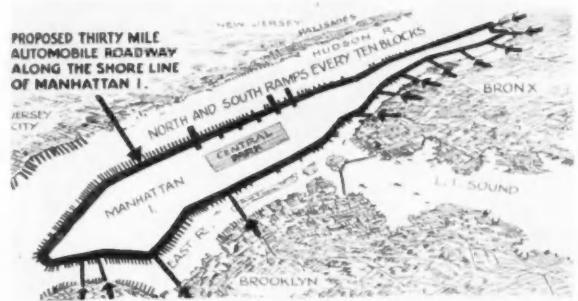 NEW JERSEY
PALISADES
HUDSON R.
PROPOSED THIRTY MILE
AUTOMOBILE ROADWAY
ALONG THE SHORE LINE
OF MANHATTAN I.
NORTH AND SOUTH RAMPS EVERY TEN BLOCKS
JERSEY
CITY
BRONX
CENTRAL
PARK
MANHATTAN
I.
L. I. SOUND
EAST R.
BROOKLYN